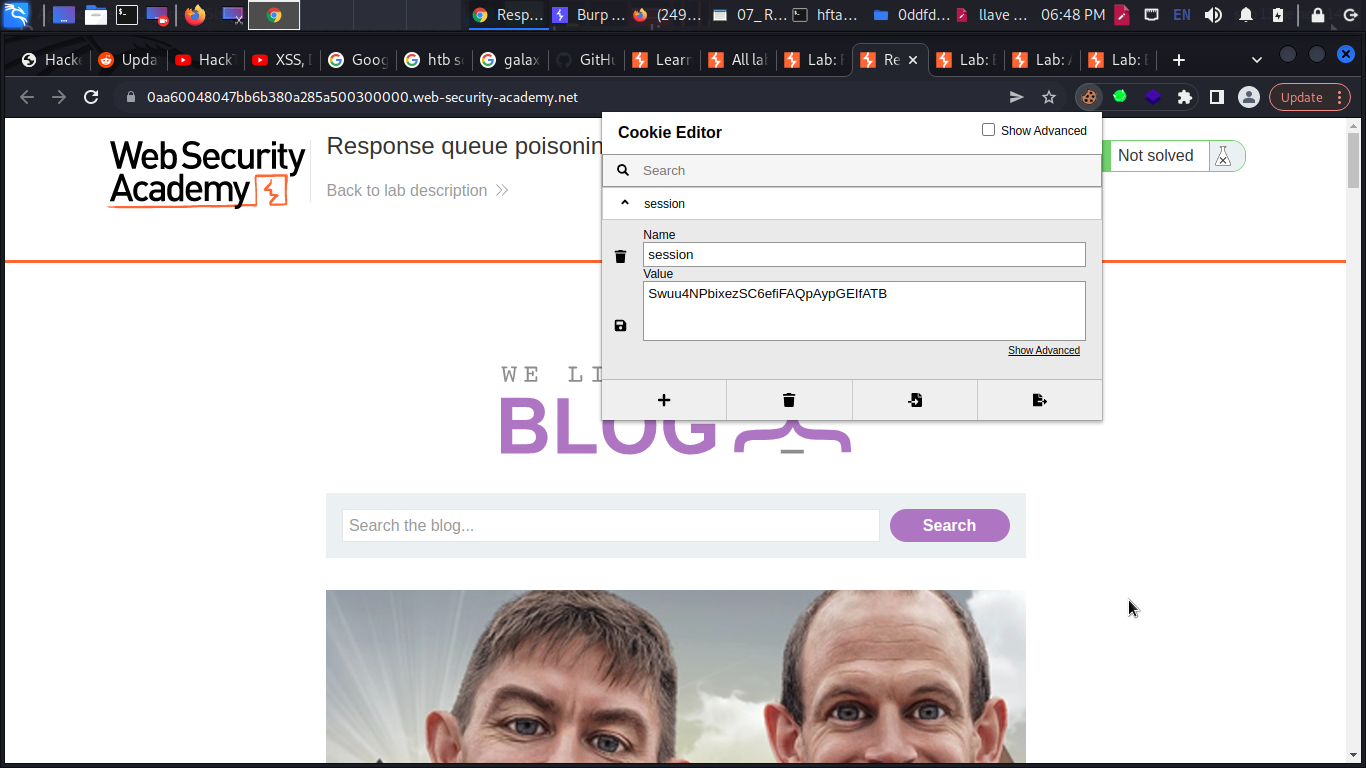 Resp...
Burp ...
(249...
07_ R...
hfta...
0ddfd...
llave ...
06:48 PM
EN
Hack
Upda
Hack
XSS,
Goog
htb s
galax
GitHu
Learn
All la
Lab:
Re
Lab:
Lab:
Lab:
0aa60048047bb6b380a285a500300000.web-security-academy.net
Update
Web Security
Academy
Response queue poisonin
Back to lab description
Not solved
Cookie Editor
Show Advanced
Search
session
Name
session
Value
Swuu4NPbixezSC6efiFAQpAypGEIfATB
Show Advanced
WE LI
BLOG
Search the blog...
Search